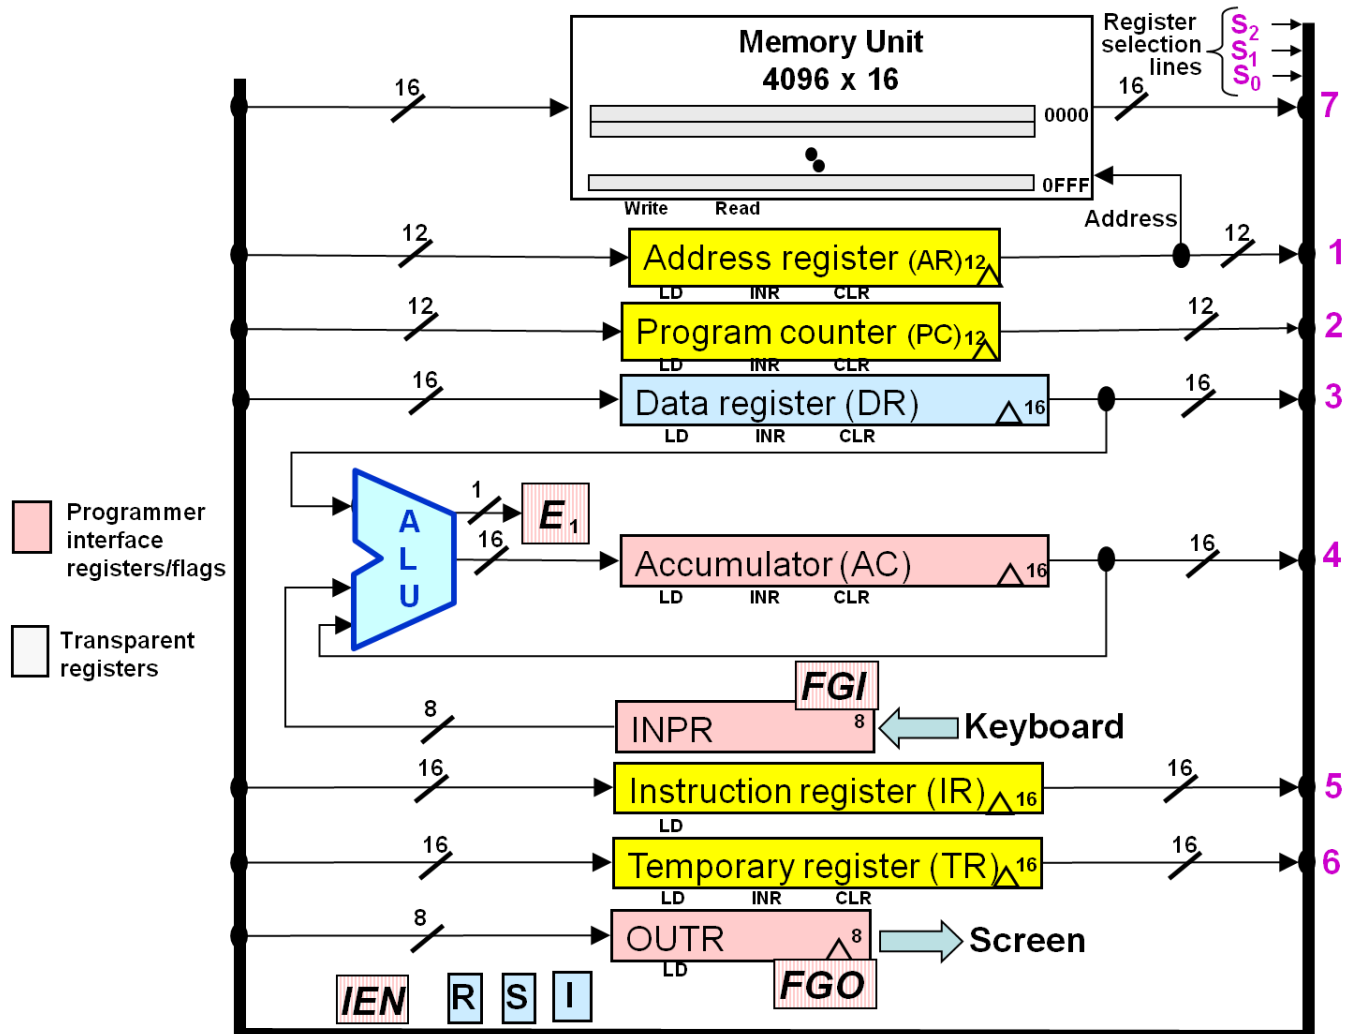 Memory Unit
4096 x 16
Register
selection
lines
S2
S1
S0
16
16
7
0000
0FFF
Write Read
Address
12
Address register (AR) 12
12
1
LD INR CLR
12
Program counter (PC) 12
12
2
LD INR CLR
16
Data register (DR) 16
16
3
LD INR CLR
Programmer
interface
registers/flags
Transparent
registers
A
L
U
1
E 1
16
Accumulator (AC) 16
16
4
LD INR CLR
FGI
8
INPR 8
Keyboard
16
Instruction register (IR) 16
16
5
LD
16
Temporary register (TR) 16
16
6
LD INR CLR
8
OUTR 8
Screen
LD
FGO
IEN R S I